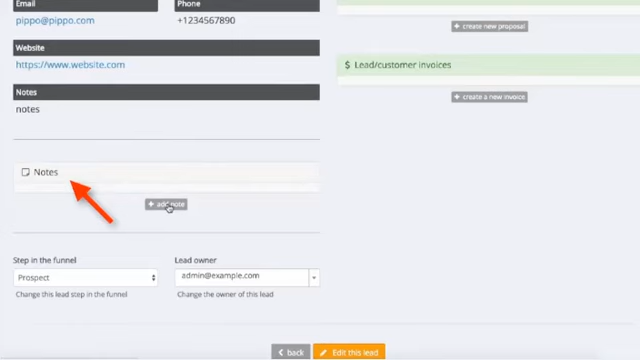 Email
Phone
pippo@pippo.com
+1234567890
Website
https://www.website.com
Notes
notes
Notes
+ add note
Step in the funnel
Lead owner
Prospect
admin@example.com
Change this lead step in the funnel
Change the owner of this lead
+ create new proposal
$ Lead/customer invoices
+ create a new invoice
< back
Edit this lead